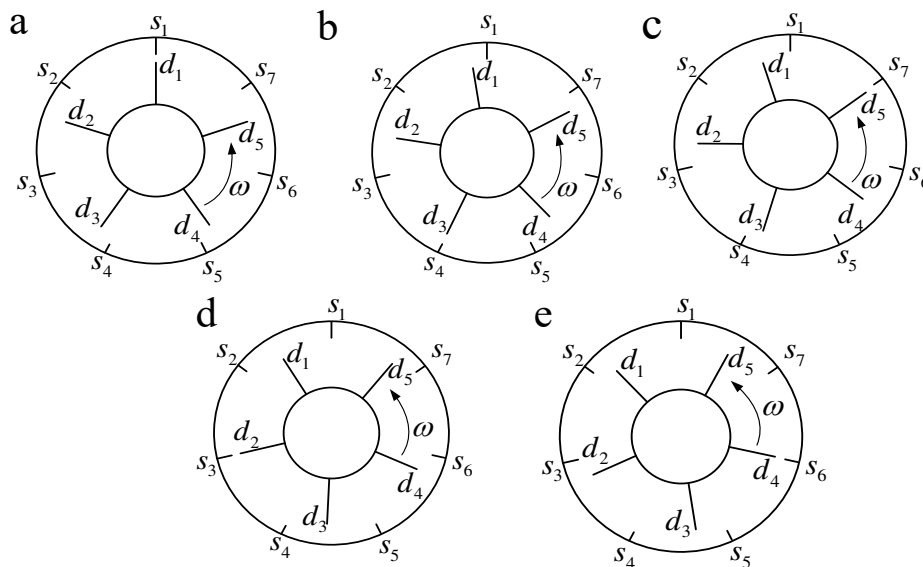 a
s₁
s₂ d₁ s₇
d₂ d₅
s₃ ω s₆
d₃ d₄
s₄ s₅
b
s₁
s₂ d₁ s₇
d₂ d₅
s₃ ω s₆
d₃ d₄
s₄ s₅
c
s₁
s₂ d₁ s₇
d₂ d₅
s₃ ω s₆
d₃ d₄
s₄ s₅
d
s₁
s₂ d₁ d₅ s₇
d₂ ω
s₃ s₆
d₃ d₄
s₄ s₅
e
s₁
s₂ d₁ d₅ s₇
ω
s₃ d₂ d₄ s₆
d₃
s₄ s₅